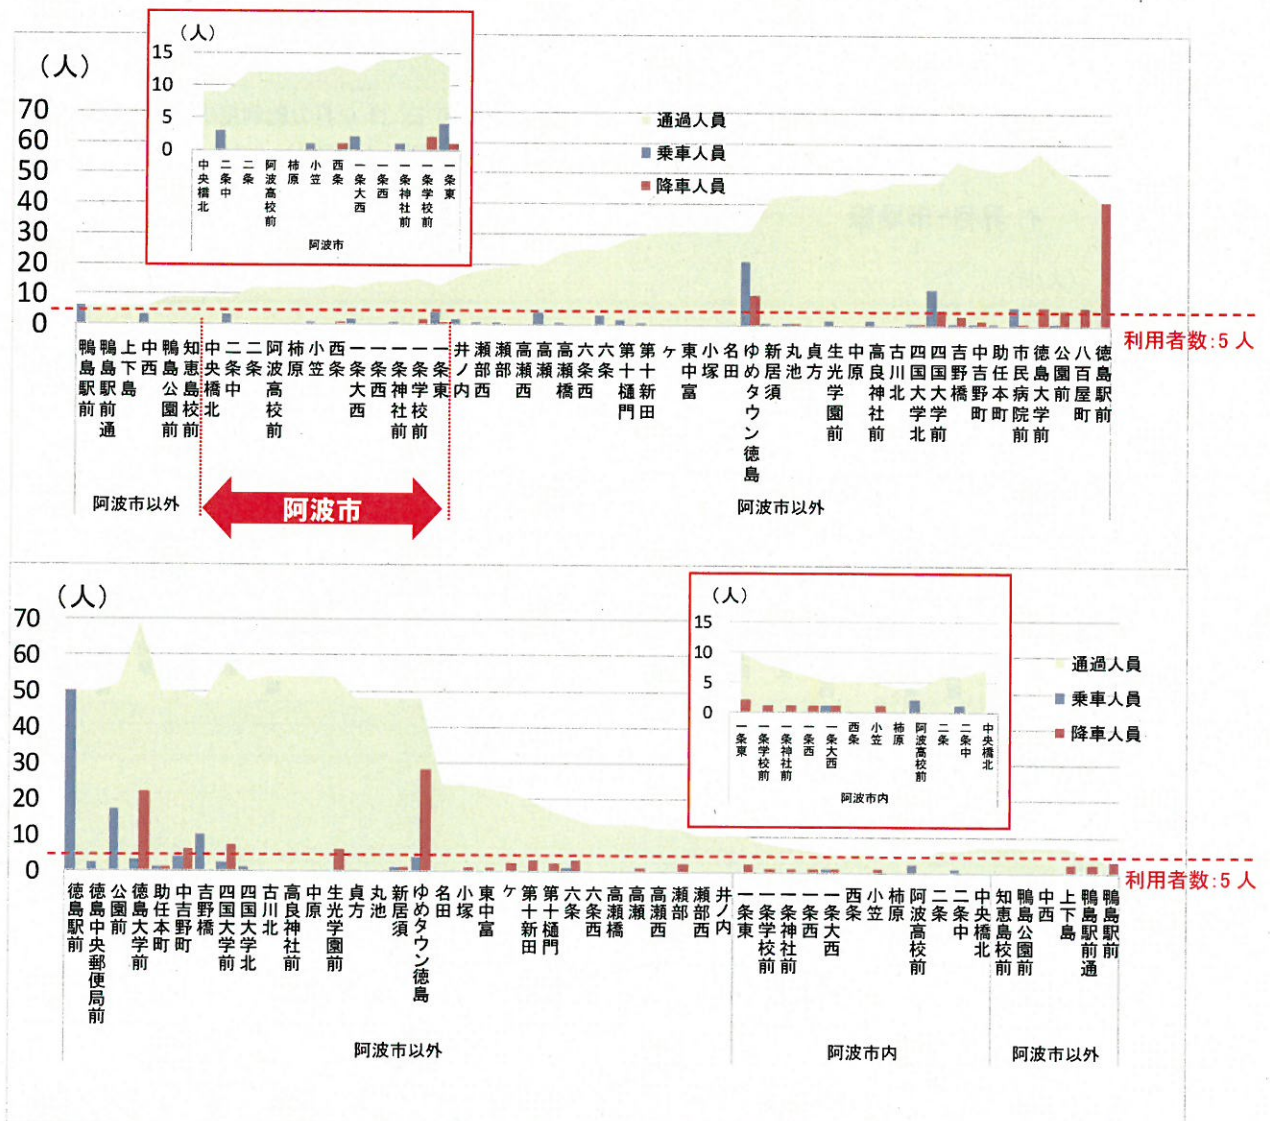 （人）
15
10
5
0
中央橋北
二条中
二条
阿波高校前
柿原
小笠
西条
一条大西
一条西
一条神社前
一条学校前
一条東
阿波市
（人）
70
60
50
40
30
20
10
0
通過人員
乗車人員
降車人員
利用者数:5 人
鴨島駅前
鴨島駅前通
上下島
中西
鴨島公園前
知恵島校前
中央橋北
二条中
二条
阿波高校前
柿原
小笠
西条
一条大西
一条西
一条神社前
一条学校前
一条東
井ノ内
瀬部西
瀬部
高瀬西
高瀬
高瀬橋
六条西
六条
第十樋門
第十新田
ケ
東中富
小塚
名田
ゆめタウン徳島
新居須
丸池
貞方
生光学園前
中原
高良神社前
古川北
四国大学北
四国大学前
吉野橋
中吉野町
助任本町
市民病院前
徳島大学前
公園前
八百屋町
徳島駅前
阿波市以外
阿波市
阿波市以外
（人）
70
60
50
40
30
20
10
0
（人）
15
10
5
0
一条東
一条学校前
一条神社前
一条西
一条大西
西条
小笠
柿原
阿波高校前
二条
二条中
中央橋北
阿波市内
通過人員
乗車人員
降車人員
利用者数:5 人
徳島駅前
徳島中央郵便局前
公園前
徳島大学前
助任本町
中吉野町
吉野橋
四国大学前
四国大学北
古川北
高良神社前
中原
生光学園前
貞方
丸池
新居須
ゆめタウン徳島
名田
小塚
東中富
ケ
第十新田
第十樋門
六条
六条西
高瀬橋
高瀬
高瀬西
瀬部
瀬部西
井ノ内
一条東
一条学校前
一条神社前
一条西
一条大西
西条
小笠
柿原
阿波高校前
二条
二条中
中央橋北
知恵島校前
鴨島公園前
中西
上下島
鴨島駅前通
鴨島駅前
阿波市以外
阿波市内
阿波市以外